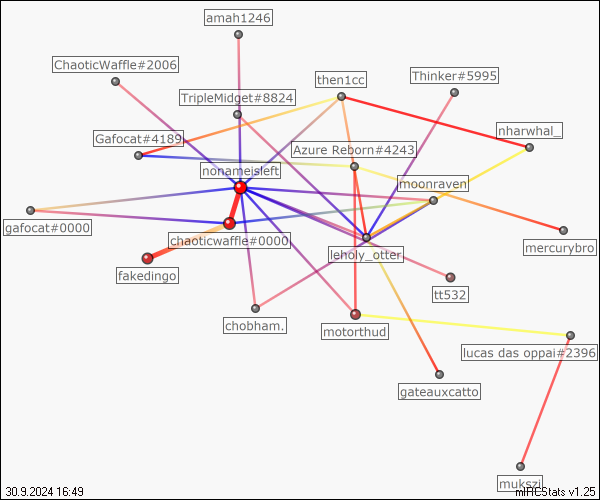 amah1246
ChaoticWaffle#2006
then1cc
Thinker#5995
TripleMidget#8824
nharwhal_
Gafocat#4189
Azure Reborn#4243
nonameisleft
moonraven
gafocat#0000
chaoticwaffle#0000
mercurybro
leholy_otter
fakedingo
tt532
chobham.
motorthud
lucas das oppai#2396
gateauxcatto
mukszi
30.9.2024 16:49
mIRCStats v1.25